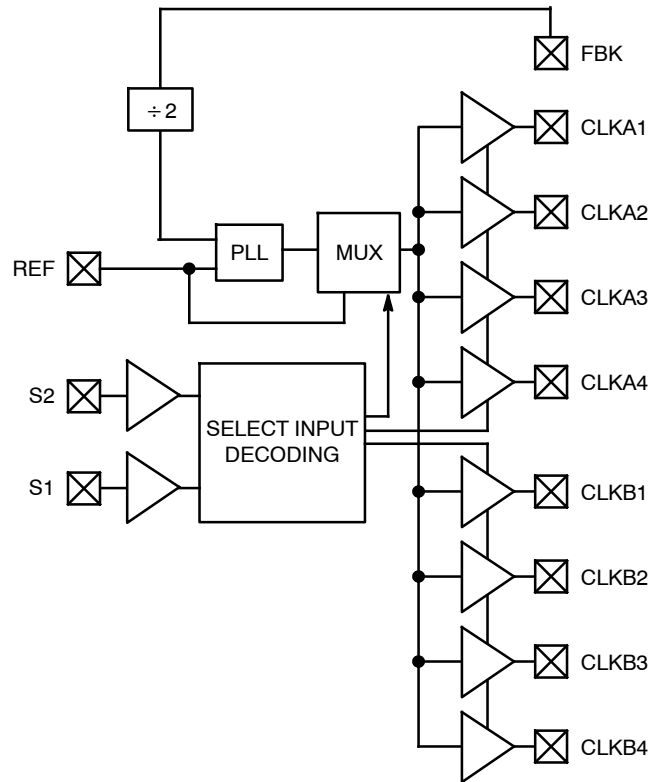 FBK
÷2
CLKA1
CLKA2
PLL
MUX
REF
CLKA3
CLKA4
S2
SELECT INPUT
DECODING
S1
CLKB1
CLKB2
CLKB3
CLKB4